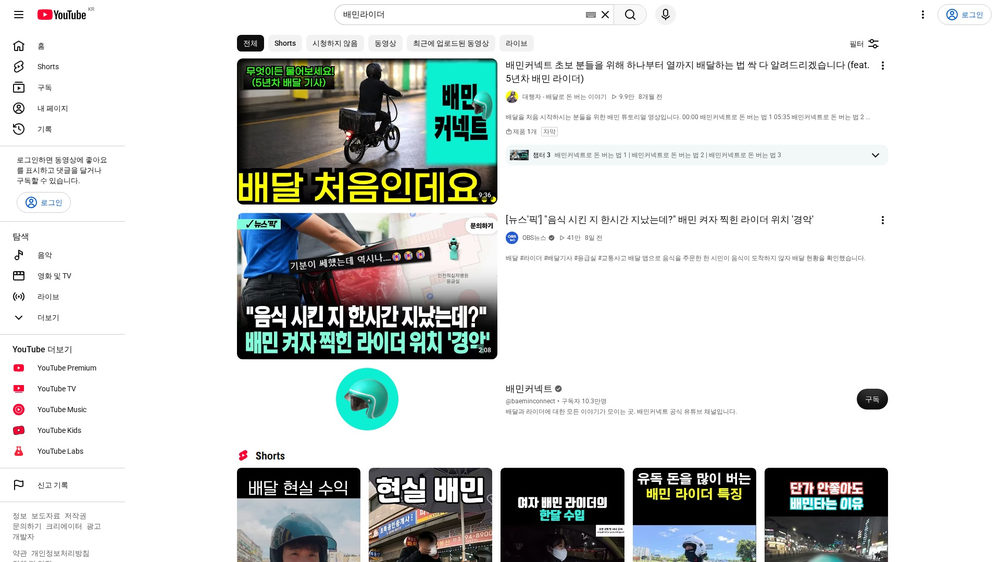 YouTube KR
배민라이더
로그인
홈
Shorts
구독
내 페이지
기록
로그인하면 동영상에 좋아요
를 표시하고 댓글을 달거나
구독할 수 있습니다.
로그인
탐색
음악
영화 및 TV
라이브
더보기
YouTube 더보기
YouTube Premium
YouTube TV
YouTube Music
YouTube Kids
YouTube Labs
신고 기록
정보 보도자료 저작권
문의하기 크리에이터 광고
개발자
약관 개인정보처리방침
전체 Shorts 시청하지 않음 동영상 최근에 업로드된 동영상 라이브
필터
무엇이든 물어보세요!
(5년차 배달 기사)
배민
커넥트
배달 처음인데요
9:36
배민커넥트 초보 분들을 위해 하나부터 열까지 배달하는 법 싹 다 알려드리겠습니다 (feat.
5년차 배민 라이더)
대행자 - 배달로 돈 버는 이야기 9.9만 8개월 전
배달을 처음 시작하시는 분들을 위한 배민 튜토리얼 영상입니다. 00:00 배민커넥트로 돈 버는 법 1 05:35 배민커넥트로 돈 버는 법 2 ...
제품 1개 자막
챕터 3 배민커넥트로 돈 버는 법 1 | 배민커넥트로 돈 버는 법 2 | 배민커넥트로 돈 버는 법 3
뉴스'픽'
문의하기
기분이 쎄했는데 역시나....
인천적십자병원
응급실
"음식 시킨 지 한시간 지났는데?"
배민 켜자 찍힌 라이더 위치 '경악'
2:08
[뉴스'픽'] "음식 시킨 지 한시간 지났는데?" 배민 켜자 찍힌 라이더 위치 '경악'
OBS뉴스 41만 8일 전
배달 #라이더 #배달기사 #응급실 #교통사고 배달 앱으로 음식을 주문한 한 시민이 음식이 도착하지 않자 배달 현황을 확인했습니다.
배민커넥트
@baeminconnect • 구독자 10.3만명
배달과 라이더에 대한 모든 이야기가 모이는 곳, 배민커넥트 공식 유튜브 채널입니다.
구독
Shorts
배달 현실 수익
현실 배민
여자 배민 라이더의
한달 수입
유독 돈을 많이 버는
배민 라이더 특징
단가 안좋아도
배민타는 이유